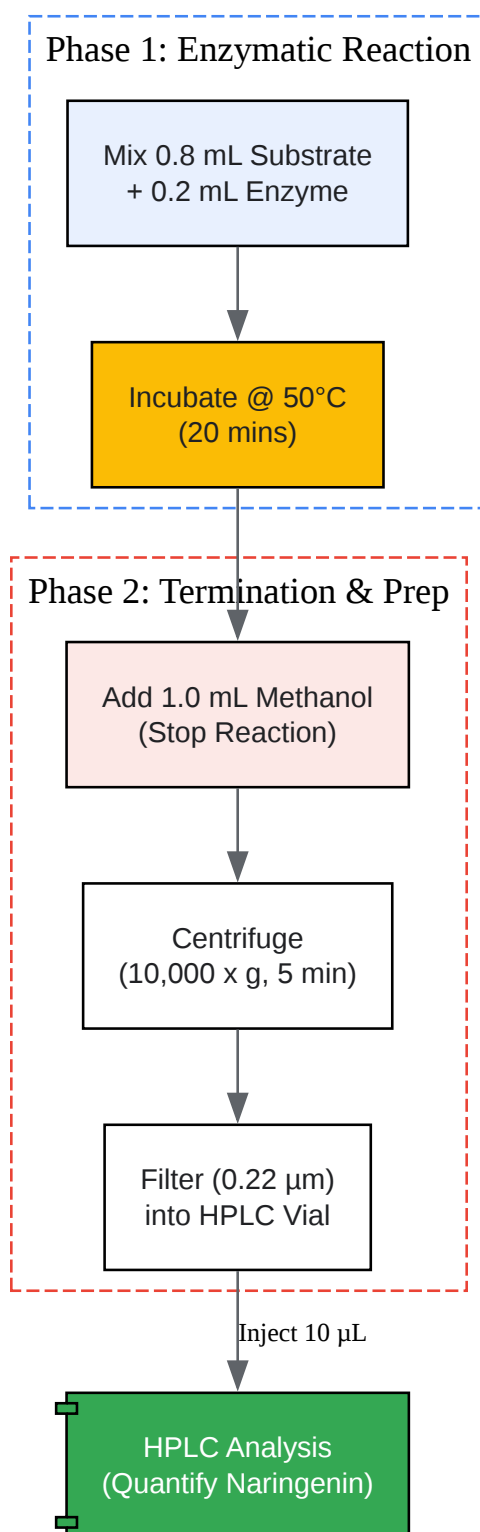 Phase 1: Enzymatic Reaction
Mix 0.8 mL Substrate
+ 0.2 mL Enzyme
Incubate @ 50°C
(20 mins)
Phase 2: Termination & Prep
Add 1.0 mL Methanol
(Stop Reaction)
Centrifuge
(10,000 x g, 5 min)
Filter (0.22 µm)
into HPLC Vial
Inject 10 µL
HPLC Analysis
(Quantify Naringenin)